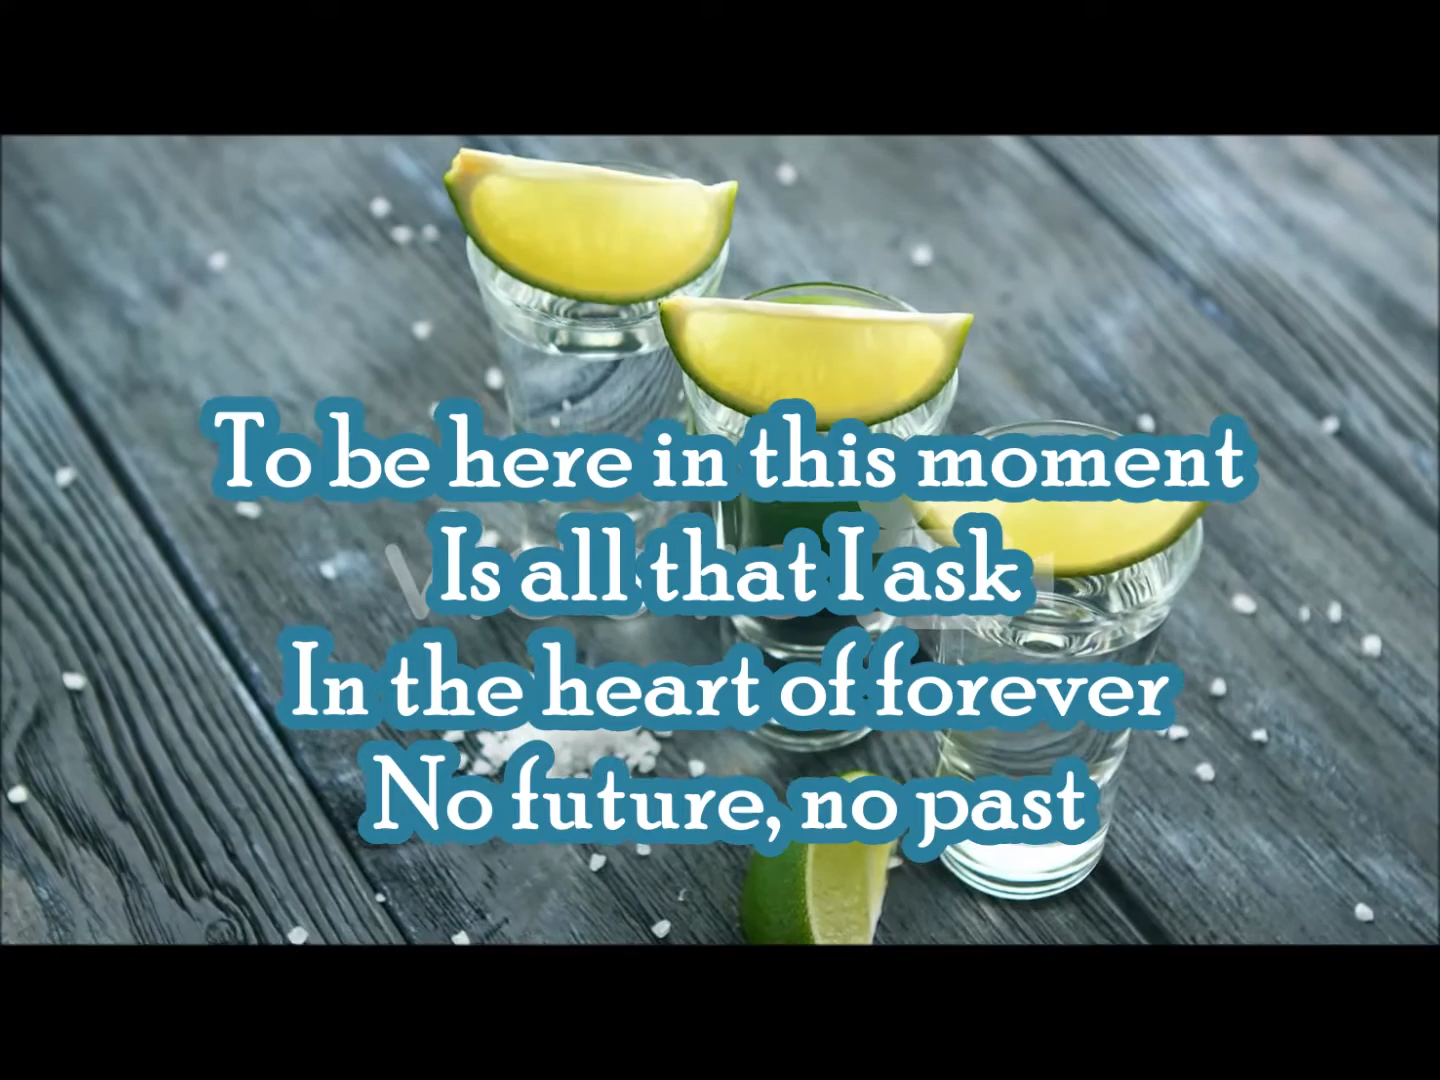 To be here in this moment
Is all that I ask
In the heart of forever
No future, no past